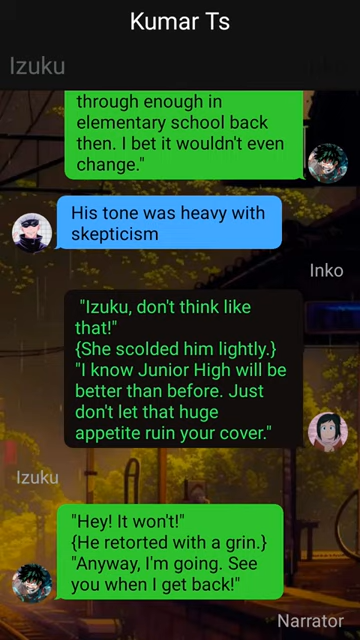 Kumar Ts
Izuku
Inko
through enough in
elementary school back
then. I bet it wouldn't even
change."
His tone was heavy with
skepticism
Inko
"Izuku, don't think like
that!"
{She scolded him lightly.}
"I know Junior High will be
better than before. Just
don't let that huge
appetite ruin your cover."
Izuku
"Hey! It won't!"
{He retorted with a grin.}
"Anyway, I'm going. See
you when I get back!"
Narrator